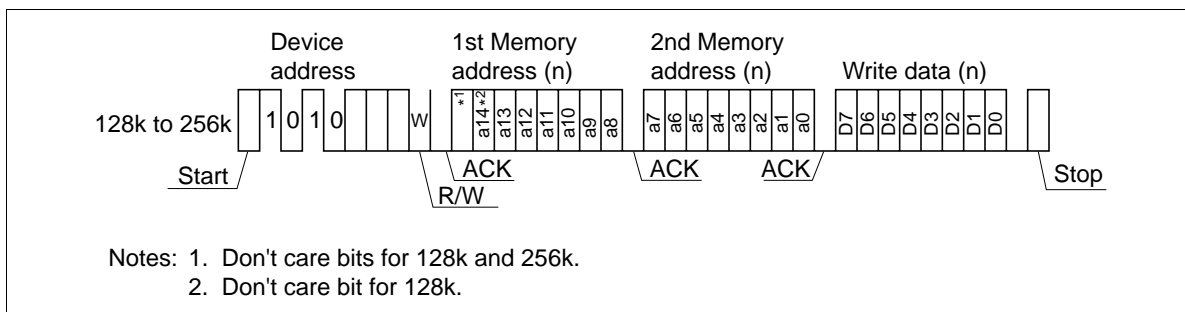 Device address
1st Memory address (n)
2nd Memory address (n)
Write data (n)
128k to 256k
1 0 1 0 W *1 a14*2 a13 a12 a11 a10 a9 a8 a7 a6 a5 a4 a3 a2 a1 a0 D7 D6 D5 D4 D3 D2 D1 D0
Start
R/W
ACK
ACK
ACK
Stop
Notes: 1. Don't care bits for 128k and 256k.
2. Don't care bit for 128k.